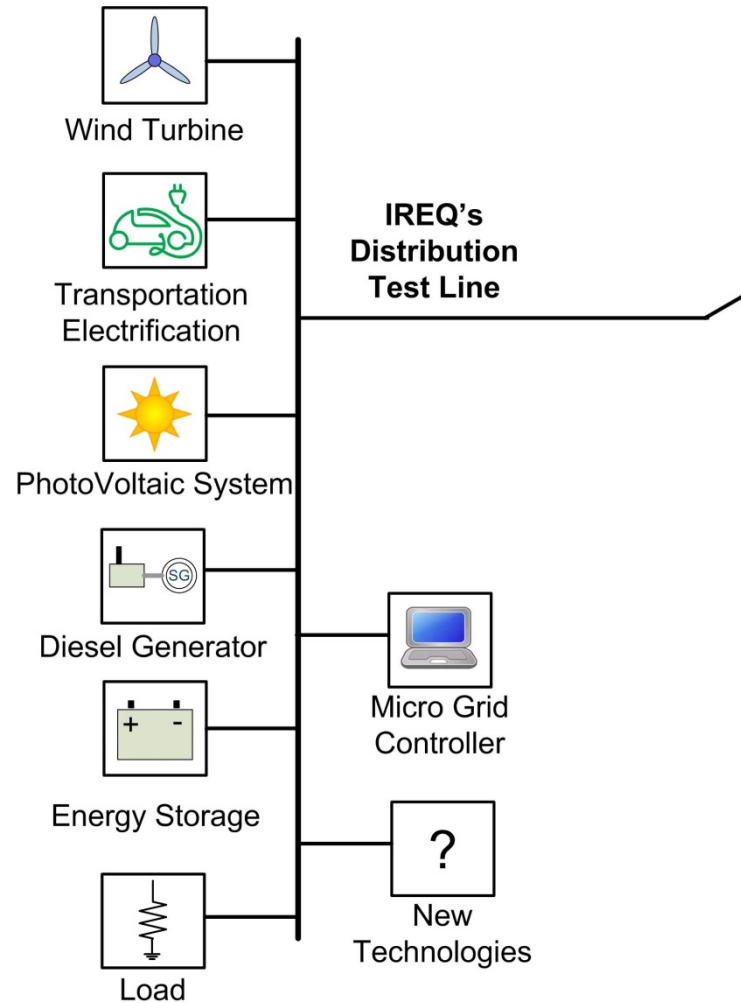 Wind Turbine
IREQ's
Distribution
Test Line
Transportation
Electrification
PhotoVoltaic System
SG
Diesel Generator
+ -
Energy Storage
Micro Grid
Controller
?
New
Technologies
Load